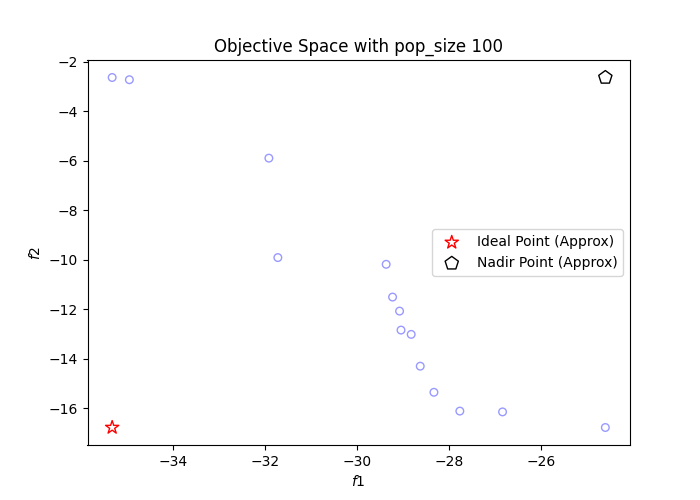 Objective Space with pop_size 100
−2
−4
−6
−8
−10
−12
−14
−16
f2
Ideal Point (Approx)
Nadir Point (Approx)
−34
−32
−30
−28
−26
f1